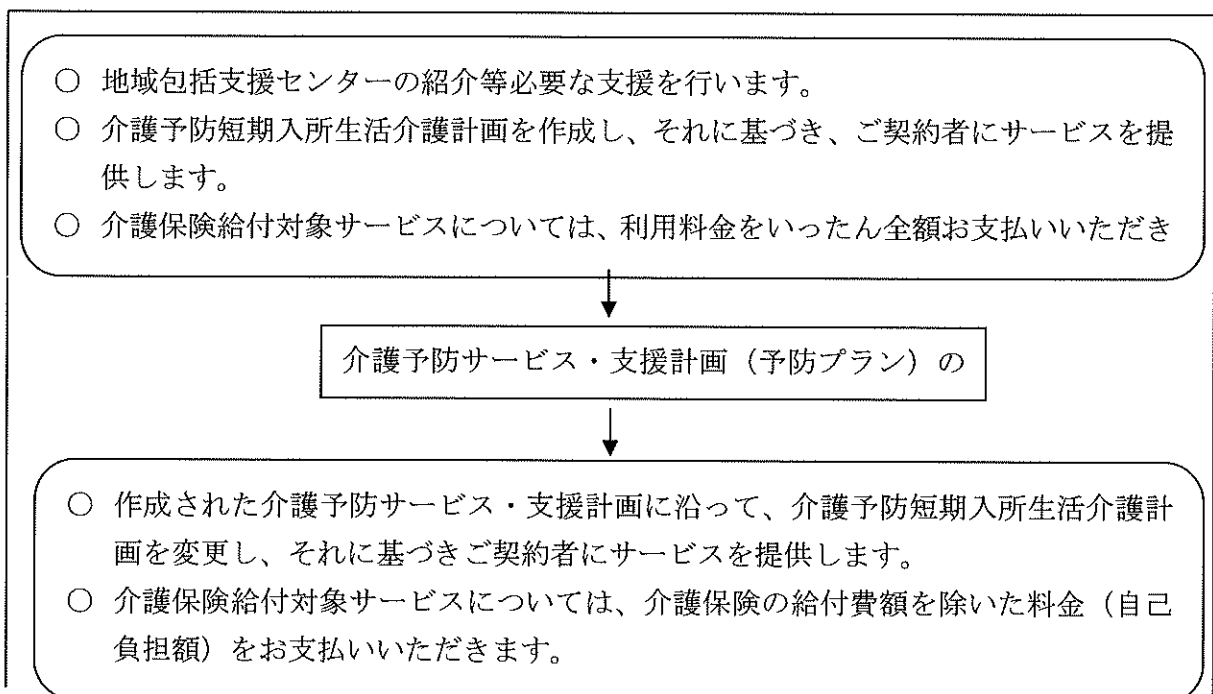 ○ 地域包括支援センターの紹介等必要な支援を行います。
○ 介護予防短期入所生活介護計画を作成し、それに基づき、ご契約者にサービスを提
供します。
○ 介護保険給付対象サービスについては、利用料金をいったん全額お支払いいただき
介護予防サービス・支援計画（予防プラン）の
○ 作成された介護予防サービス・支援計画に沿って、介護予防短期入所生活介護計
画を変更し、それに基づきご契約者にサービスを提供します。
○ 介護保険給付対象サービスについては、介護保険の給付費額を除いた料金（自己
負担額）をお支払いいただきます。